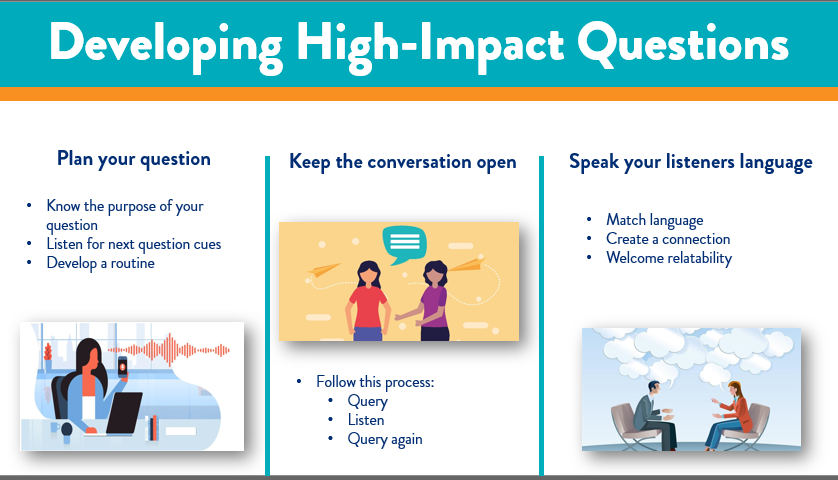 Developing High-Impact Questions
Plan your question
• Know the purpose of your
question
• Listen for next question cues
• Develop a routine
Keep the conversation open
• Follow this process:
• Query
• Listen
• Query again
Speak your listeners language
• Match language
• Create a connection
• Welcome relatability